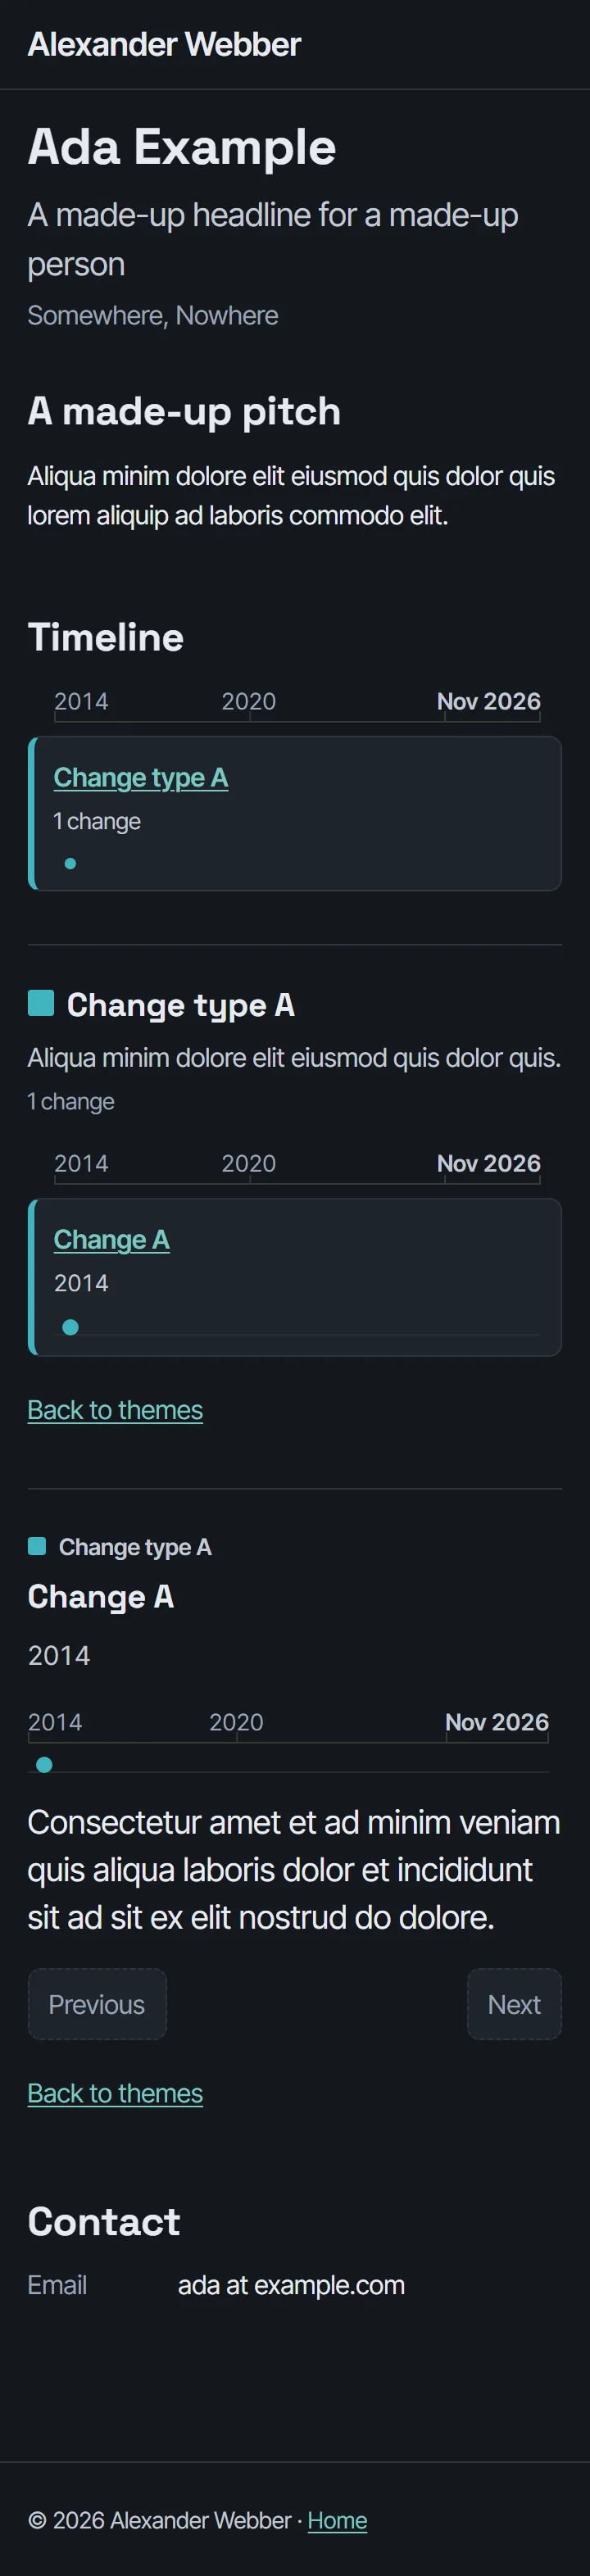 Alexander Webber
Ada Example
A made-up headline for a made-up
person
Somewhere, Nowhere
A made-up pitch
Aliqua minim dolore elit eiusmod quis dolor quis
lorem aliquip ad laboris commodo elit.
Timeline
2014 2020 Nov 2026
Change type A
1 change
Change type A
Aliqua minim dolore elit eiusmod quis dolor quis.
1 change
2014 2020 Nov 2026
Change A
2014
Back to themes
Change type A
Change A
2014
2014 2020 Nov 2026
Consectetur amet et ad minim veniam
quis aliqua laboris dolor et incididunt
sit ad sit ex elit nostrud do dolore.
Previous Next
Back to themes
Contact
Email ada at example.com
© 2026 Alexander Webber · Home